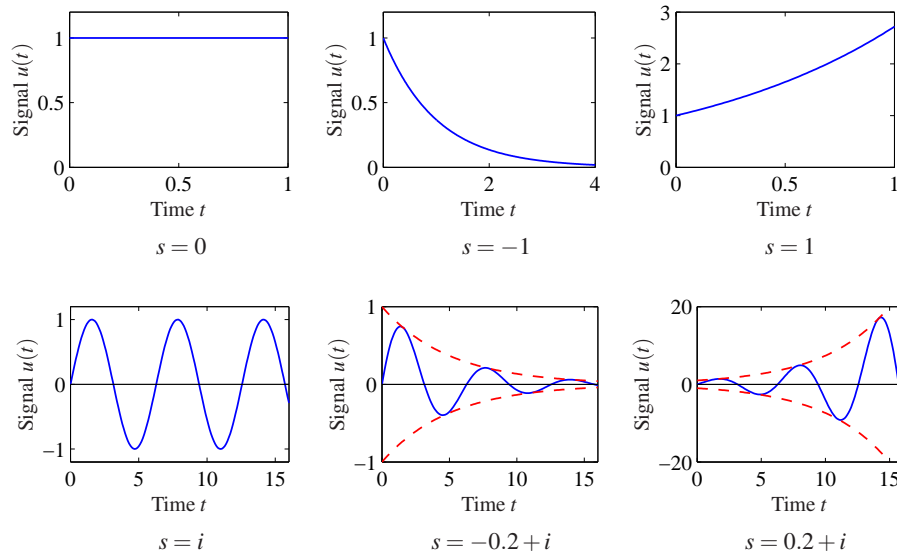 Signal u(t)
1
0.5
0
0
0.5
1
Time t
s = 0
Signal u(t)
1
0.5
0
0
2
4
Time t
s = −1
Signal u(t)
3
2
1
0
0
1
0.5
Time t
s = 1
Signal u(t)
1
0
−1
0
5
10
15
Time t
s = i
Signal u(t)
1
0
−1
0
5
10
15
Time t
s = −0.2 + i
Signal u(t)
20
0
−20
0
5
10
15
Time t
s = 0.2 + i